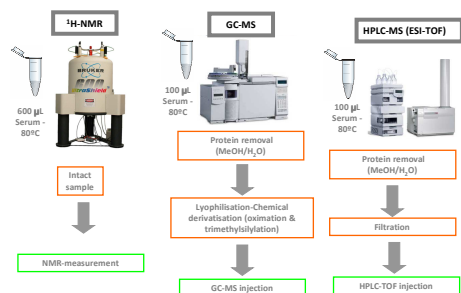 ¹H-NMR
600 µL
Serum -
80ºC
BRUKER
Intact
sample
NMR-measurement
GC-MS
100 µL
Serum -
80ºC
Protein removal
(MeOH/H₂O)
Lyophilisation-Chemical
derivatisation (oximation &
trimethylsilylation)
GC-MS injection
HPLC-MS (ESI-TOF)
100 µL
Serum -
80ºC
Protein removal
(MeOH/H₂O)
Filtration
HPLC-TOF injection